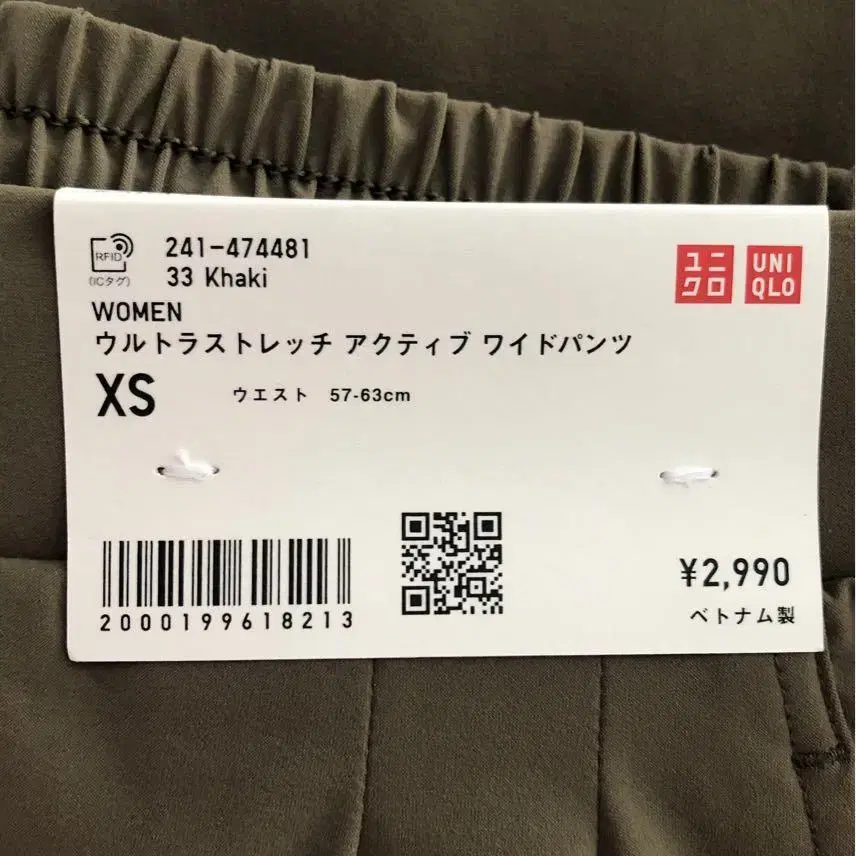 RFID
(ICタグ)
241-474481
33 Khaki
ユニクロ
UNIQLO
WOMEN
ウルトラストレッチ アクティブ ワイドパンツ
XS ウエスト 57-63cm
¥2,990
2000199618213
ベトナム製